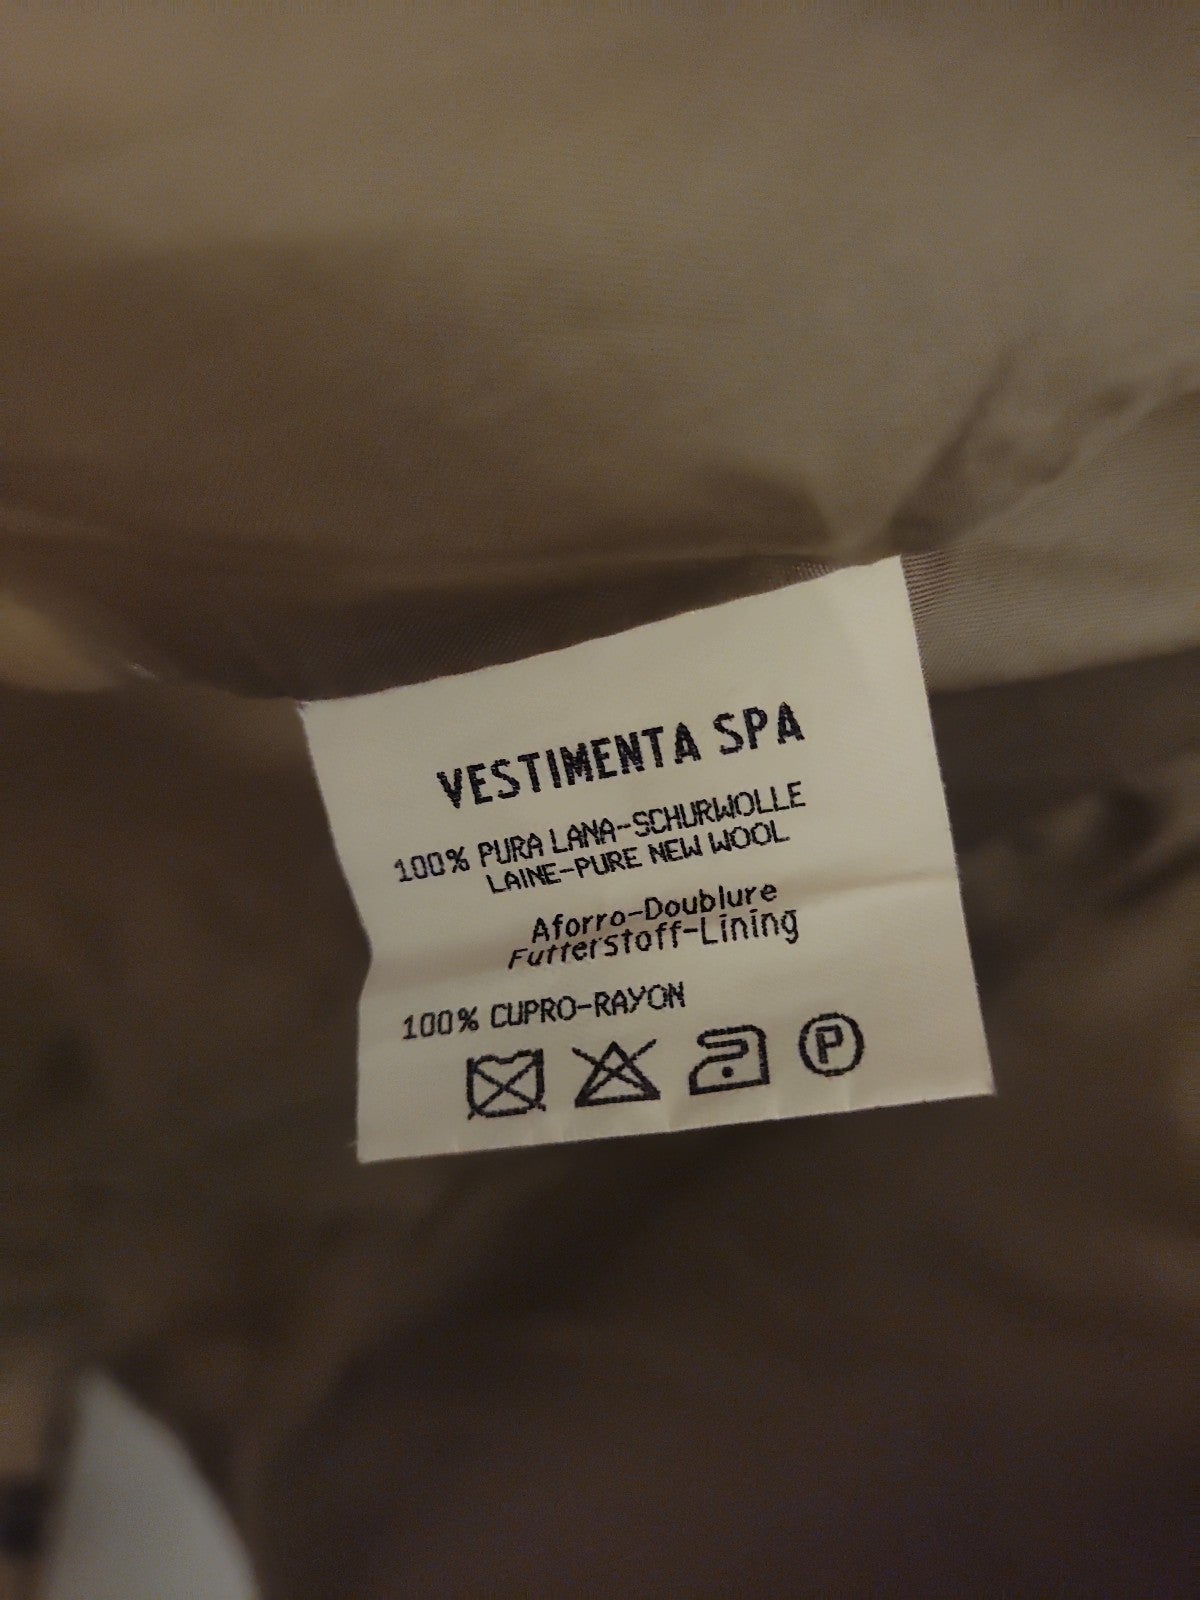 VESTIMENTA SPA
100% PURA LANA-SCHURWOLLE
LAINE-PURE NEW WOOL
Aforro-Doublure
Futterstoff-Lining
100% CUPRO-RAYON
P